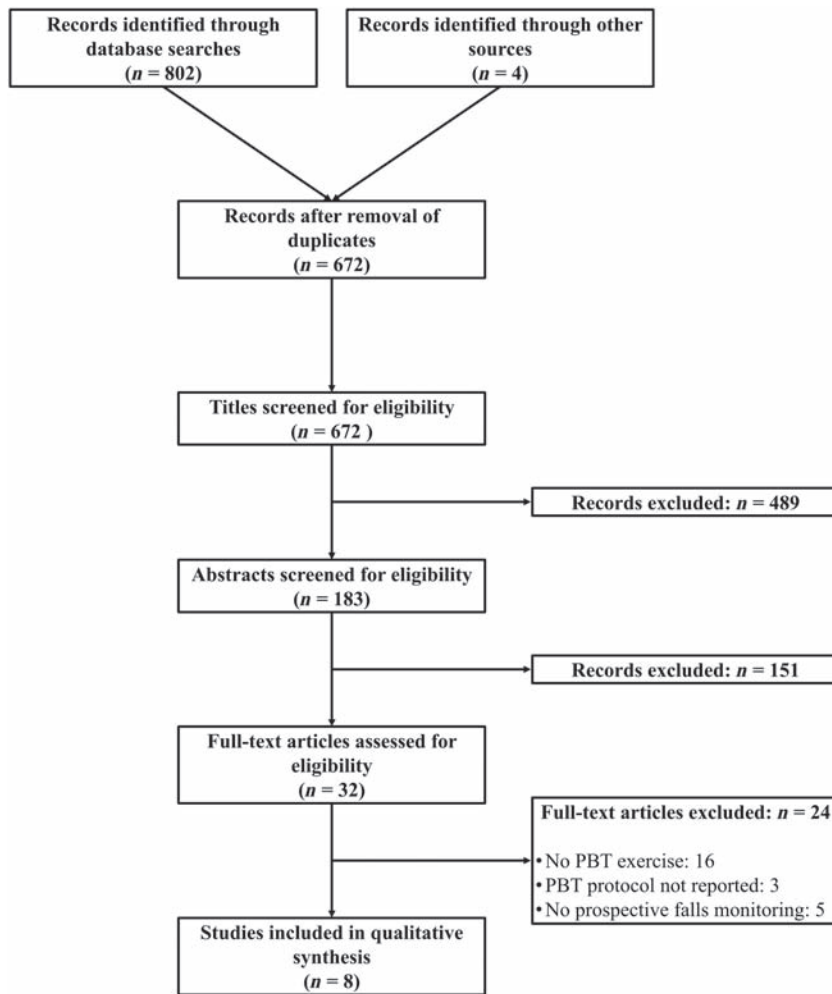 Records identified through
database searches
(n = 802)
Records identified through other
sources
(n = 4)
Records after removal of
duplicates
(n = 672)
Titles screened for eligibility
(n = 672 )
Records excluded: n = 489
Abstracts screened for eligibility
(n = 183)
Records excluded: n = 151
Full-text articles assessed for
eligibility
(n = 32)
Full-text articles excluded: n = 24
• No PBT exercise: 16
• PBT protocol not reported: 3
• No prospective falls monitoring: 5
Studies included in qualitative
synthesis
(n = 8)